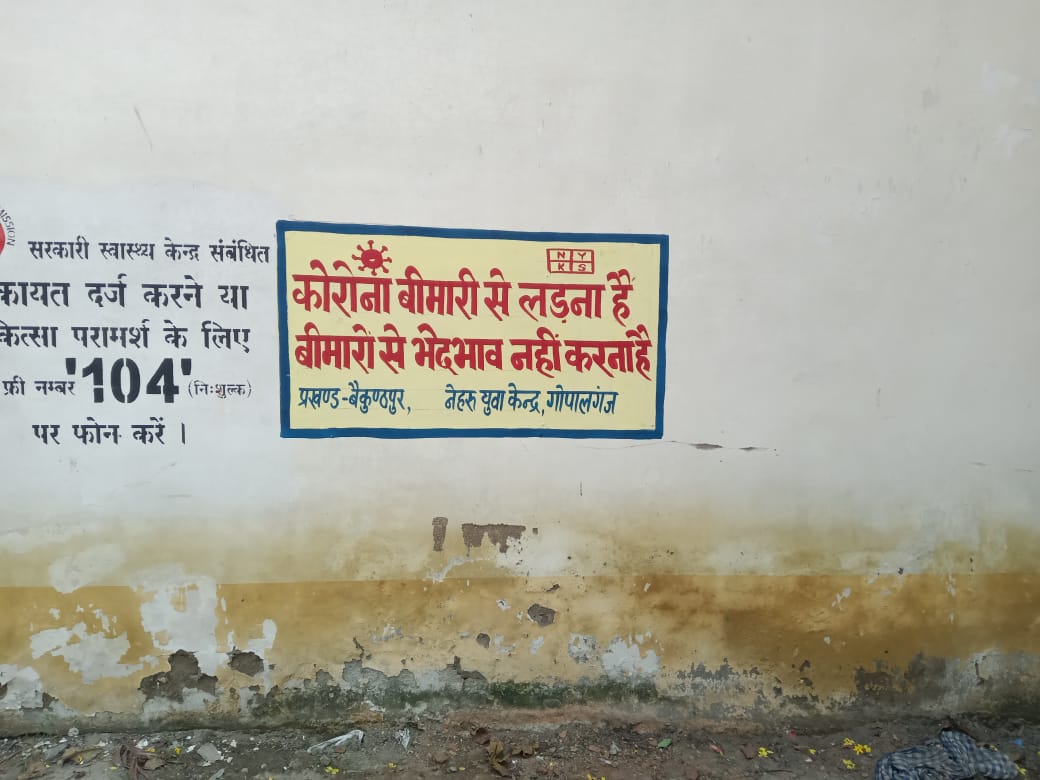 MISSION
सरकारी स्वास्थ्य केन्द्र संबंधित
कायत दर्ज करने या
कित्सा परामर्श के लिए
फ्री नम्बर '104' (निःशुल्क)
पर फोन करें ।
N Y
K S
कोरोना बीमारी से लड़ना है
बीमारों से भेदभाव नहीं करना है
प्रखण्ड-बैकुण्ठपुर, नेहरू युवा केन्द्र, गोपालगंज